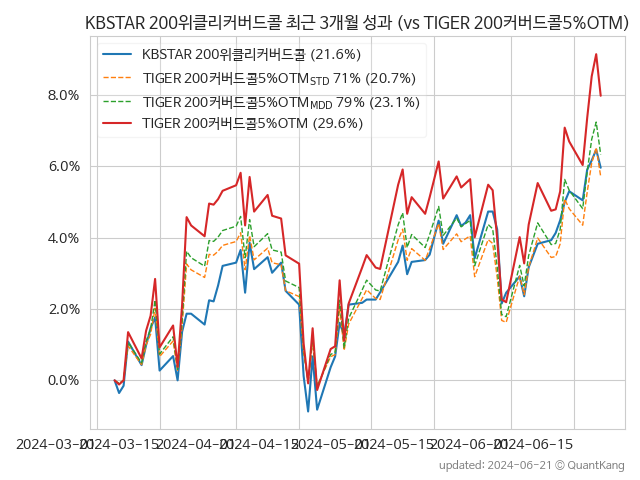 KBSTAR 200위클리커버드콜 최근 3개월 성과 (vs TIGER 200커버드콜5%OTM)
KBSTAR 200위클리커버드콜 (21.6%)
TIGER 200커버드콜5%OTM STD 71% (20.7%)
TIGER 200커버드콜5%OTM MDD 79% (23.1%)
TIGER 200커버드콜5%OTM (29.6%)
8.0%
6.0%
4.0%
2.0%
0.0%
2024-03-01 2024-03-15 2024-04-01 2024-04-15 2024-05-01 2024-05-15 2024-06-01 2024-06-15
updated: 2024-06-21 @ QuantKang